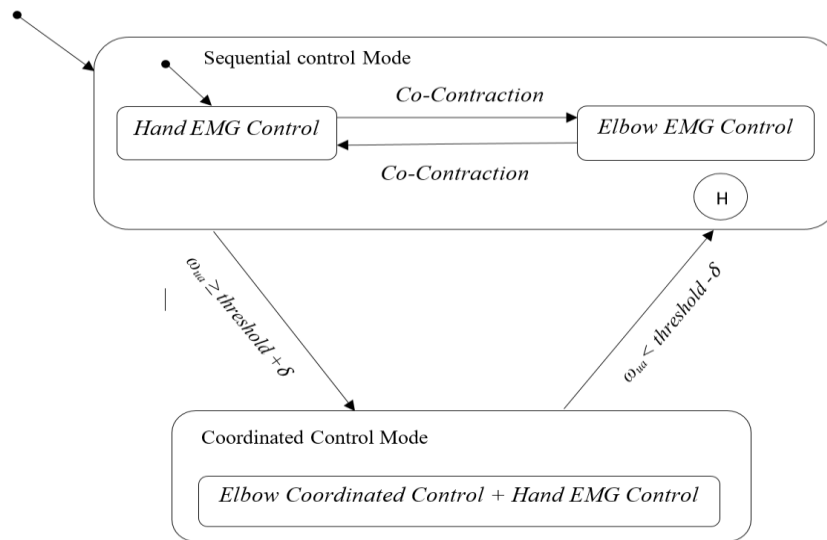 Sequential control Mode
Co-Contraction
Hand EMG Control
Elbow EMG Control
Co-Contraction
H
ω_ua ≥ threshold +δ
ω_ua < threshold -δ
Coordinated Control Mode
Elbow Coordinated Control + Hand EMG Control